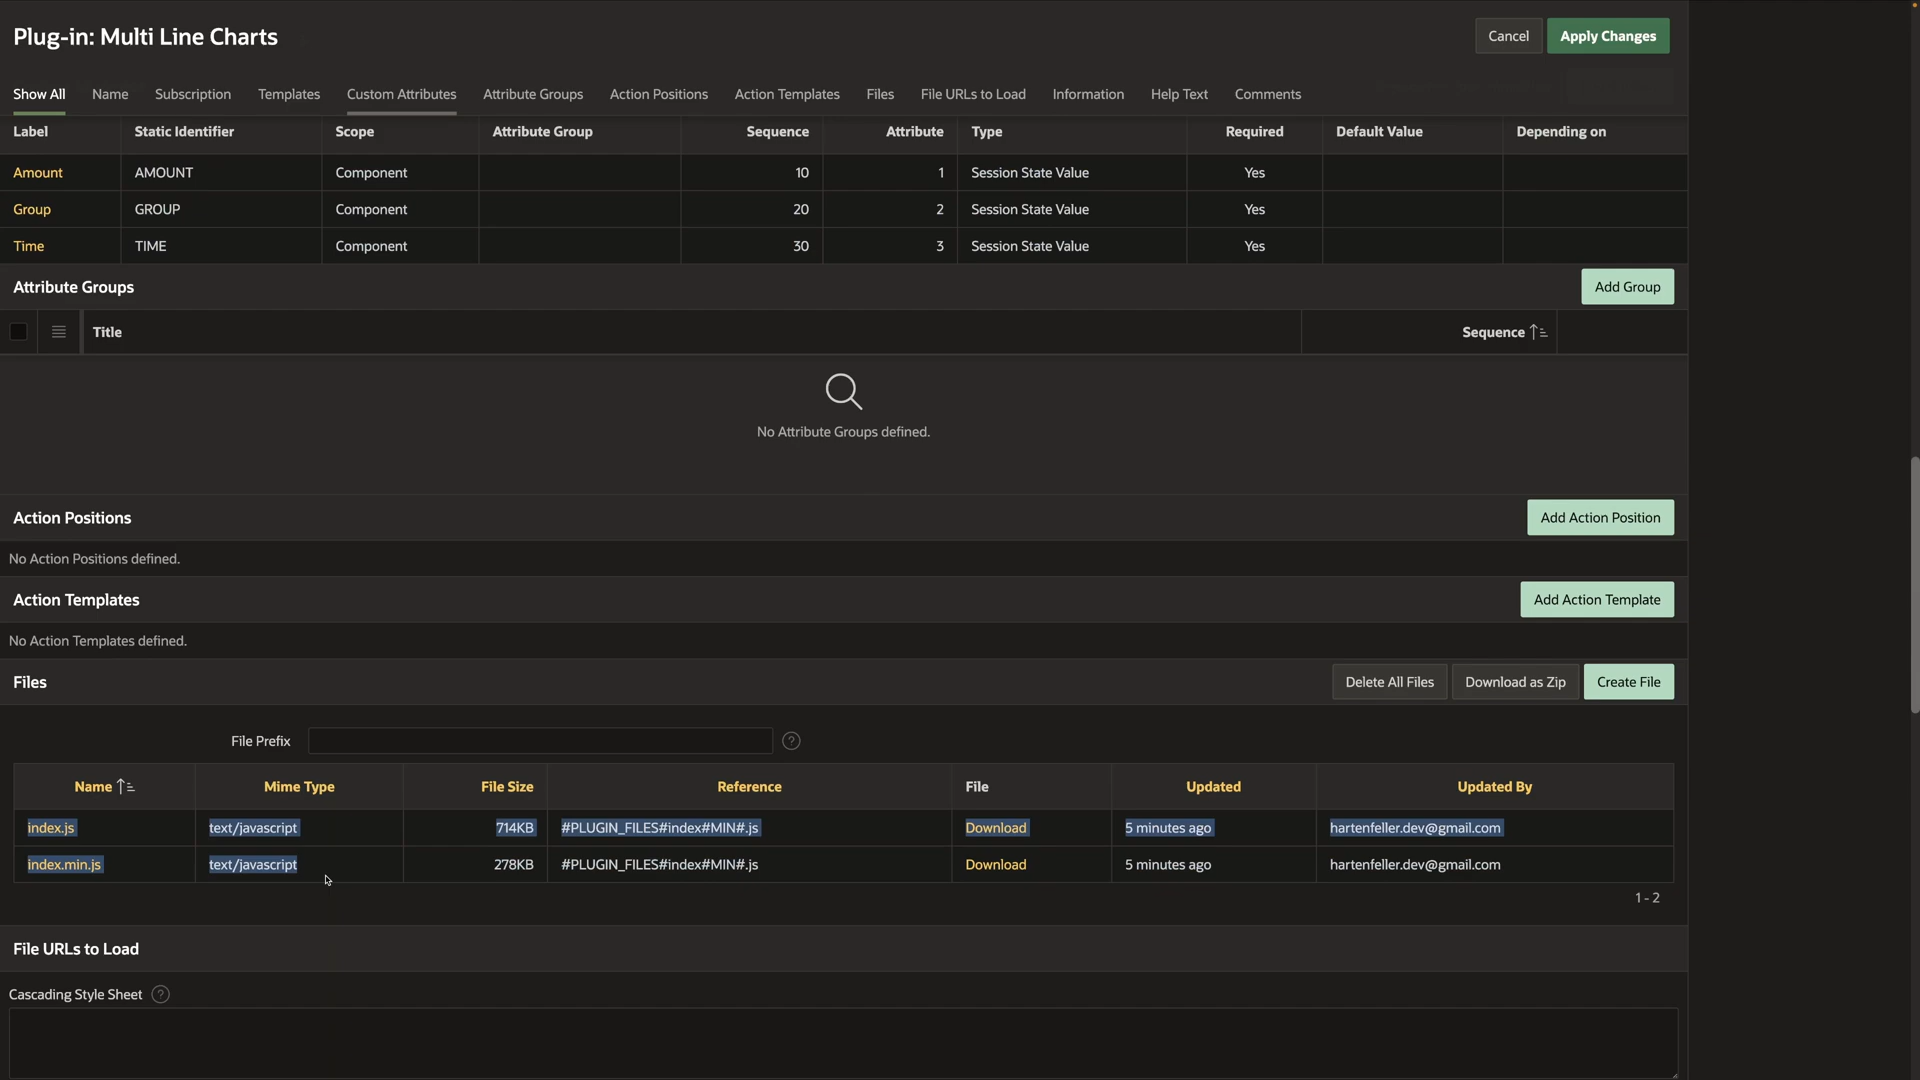 Plug-in: Multi Line Charts
Cancel Apply Changes
Show All Name Subscription Templates Custom Attributes Attribute Groups Action Positions Action Templates Files File URLs to Load Information Help Text Comments
Label Static Identifier Scope Attribute Group Sequence Attribute Type Required Default Value Depending on
Amount AMOUNT Component 10 1 Session State Value Yes
Group GROUP Component 20 2 Session State Value Yes
Time TIME Component 30 3 Session State Value Yes
Attribute Groups Add Group
Title Sequence
No Attribute Groups defined.
Action Positions Add Action Position
No Action Positions defined.
Action Templates Add Action Template
No Action Templates defined.
Files Delete All Files Download as Zip Create File
File Prefix ?
Name Mime Type File Size Reference File Updated Updated By
index.js text/javascript 714KB #PLUGIN_FILES#index#MIN#.js Download 5 minutes ago hartenfeller.dev@gmail.com
index.min.js text/javascript 278KB #PLUGIN_FILES#index#MIN#.js Download 5 minutes ago hartenfeller.dev@gmail.com
1 - 2
File URLs to Load
Cascading Style Sheet ?